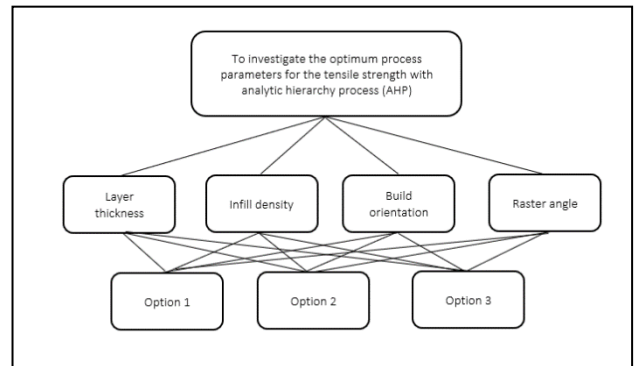 To investigate the optimum process
parameters for the tensile strength with
analytic hierarchy process (AHP)
Layer
thickness
Infill density
Build
orientation
Raster angle
Option 1
Option 2
Option 3